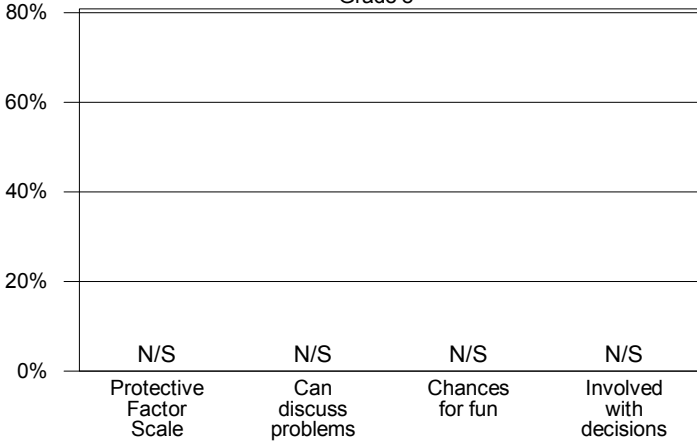 80%
60%
40%
20%
0%
N/S N/S N/S N/S
Protective
Factor
Scale
Can
discuss
problems
Chances
for fun
Involved
with
decisions